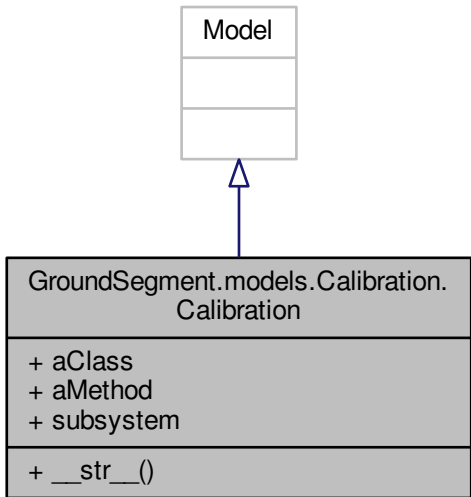 Model
GroundSegment.models.Calibration.
Calibration
+ aClass
+ aMethod
+ subsystem
+ __str__()